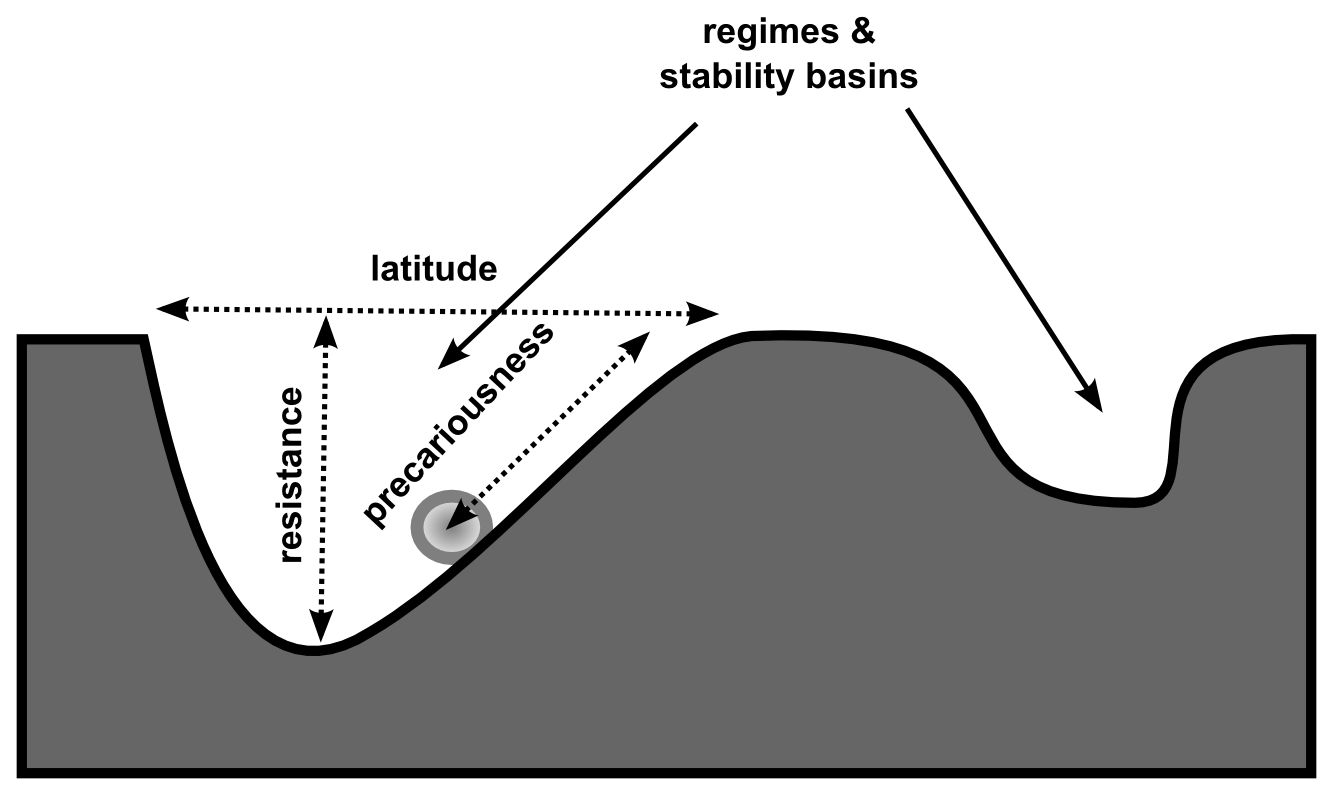 regimes &
stability basins
latitude
precariousness
resistance